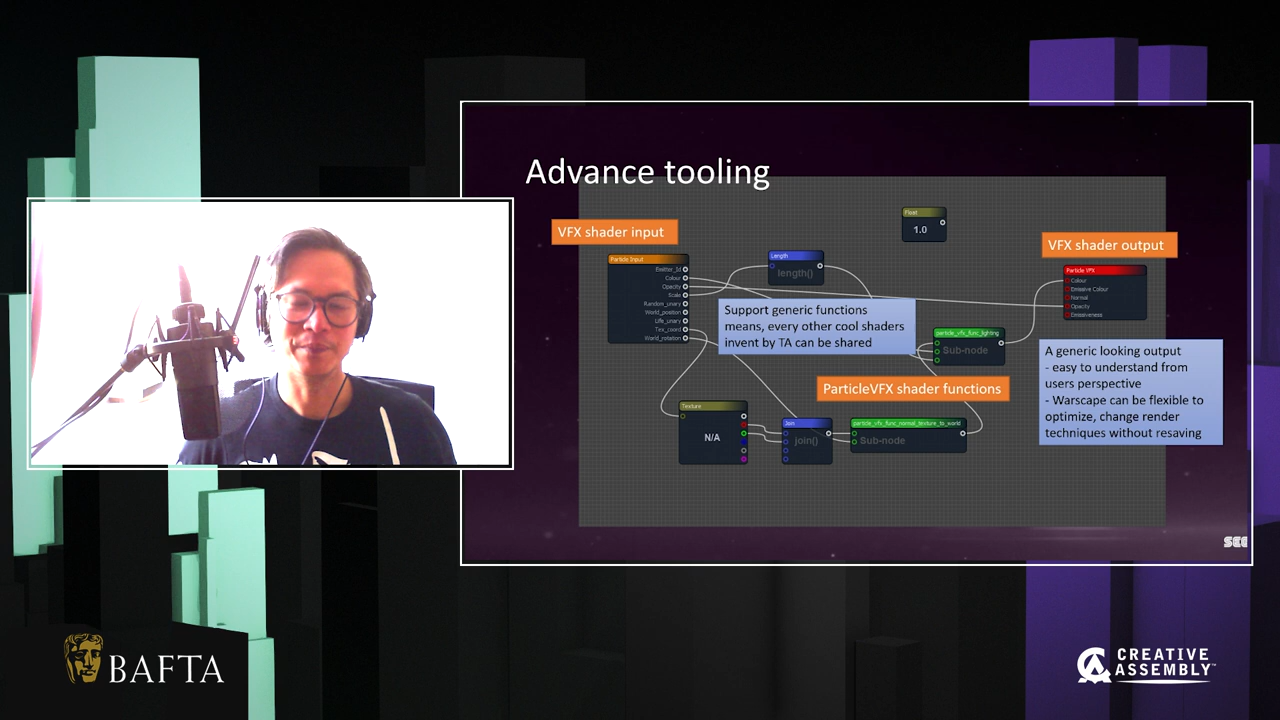 Advance tooling
VFX shader input
Float
1.0
VFX shader output
Particle Input
Emitter_Id
Colour
Opacity
Scale
Random_unary
World_position
Life_unary
Tex_coord
World_rotation
Length
length()
Particle VFX
Colour
Emissive Colour
Normal
Opacity
Emissiveness
Support generic functions
means, every other cool shaders
invent by TA can be shared
particle_vfx_func_lighting
Sub-node
A generic looking output
- easy to understand from
users perspective
- Warscape can be flexible to
optimize, change render
techniques without resaving
ParticleVFX shader functions
Texture
N/A
Join
join()
particle_vfx_func_normal_texture_to_world
Sub-node
BAFTA
CREATIVE
ASSEMBLY™